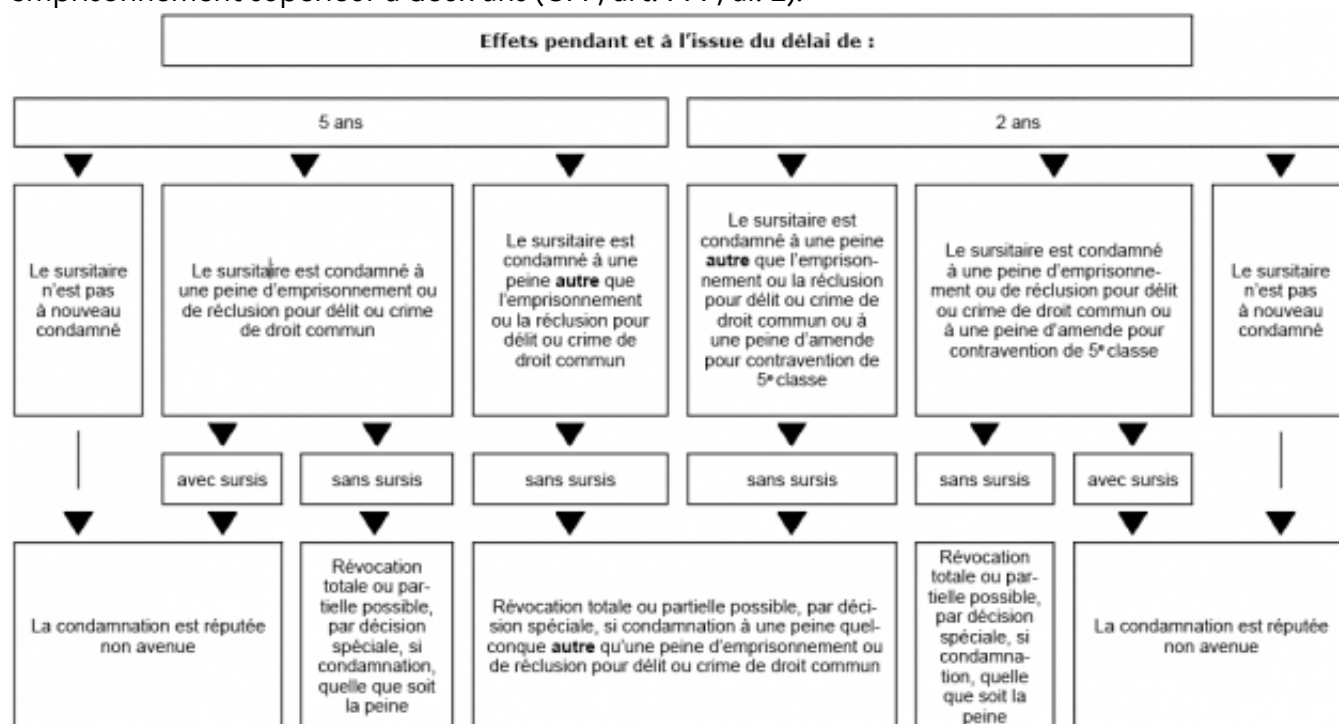 Effets pendant et à l'issue du délai de :
5 ans
2 ans
Le sursitaire
n'est pas
à nouveau
condamné
Le sursitaire est condamné à
une peine d'emprisonnement ou
de réclusion pour délit ou crime
de droit commun
Le sursitaire est
condamné à une
peine autre que
l'emprisonnement
ou la réclusion pour
délit ou crime de
droit commun
Le sursitaire est
condamné à une peine
autre que l'emprison-
nement ou la réclusion
pour délit ou crime de
droit commun ou à
une peine d'amende
pour contravention de
5e classe
Le sursitaire est condamné
à une peine d'emprisonne-
ment ou de réclusion pour délit
ou crime de droit commun ou
à une peine d'amende pour
contravention de 5e classe
Le sursitaire
n'est pas
à nouveau
condamné
avec sursis
sans sursis
sans sursis
sans sursis
sans sursis
avec sursis
La condamnation est réputée
non avenue
Révocation
totale ou par-
tielle possible,
par décision
spéciale, si
condamnation,
quelle que soit
la peine
Révocation totale ou partielle possible, par déci-
sion spéciale, si condamnation à une peine quel-
conque autre qu'une peine d'emprisonnement ou
de réclusion pour délit ou crime de droit commun
Révocation
totale ou par-
tielle possible,
par décision
spéciale, si
condamna-
tion, quelle
que soit la
peine
La condamnation est réputée
non avenue